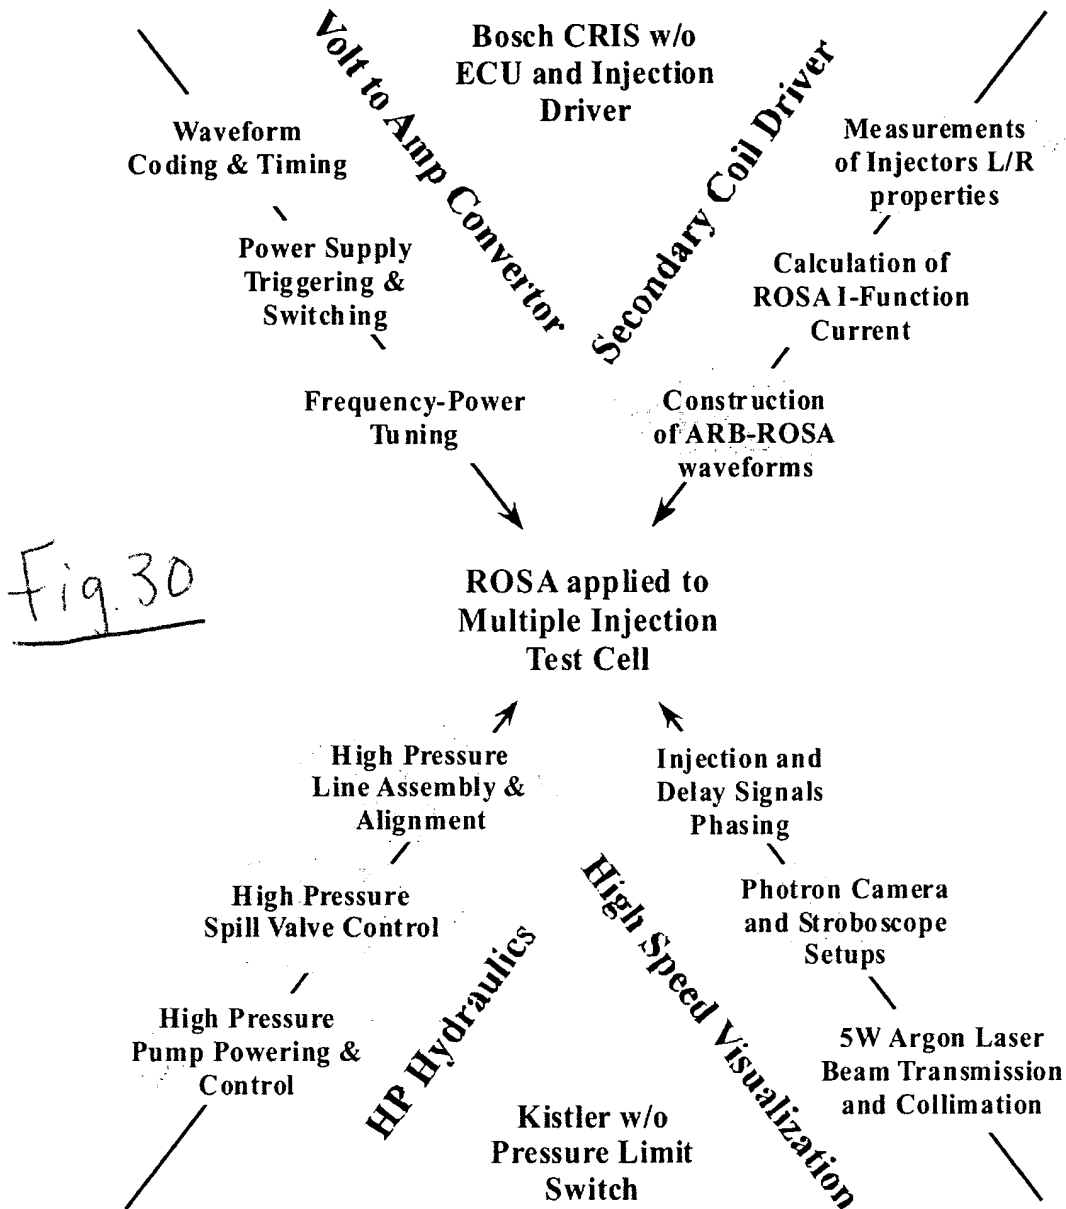 Bosch CRIS w/o
ECU and Injection
Driver
Volt to Amp Convertor
Secondary Coil Driver
Waveform
Coding & Timing
Power Supply
Triggering &
Switching
Frequency-Power
Tuning
Measurements
of Injectors L/R
properties
Calculation of
ROSA I-Function
Current
Construction
of ARB-ROSA
waveforms
Fig.30
ROSA applied to
Multiple Injection
Test Cell
High Pressure
Line Assembly &
Alignment
High Pressure
Spill Valve Control
High Pressure
Pump Powering &
Control
HP Hydraulics
High Speed Visualization
Injection and
Delay Signals
Phasing
Photron Camera
and Stroboscope
Setups
5W Argon Laser
Beam Transmission
and Collimation
Kistler w/o
Pressure Limit
Switch